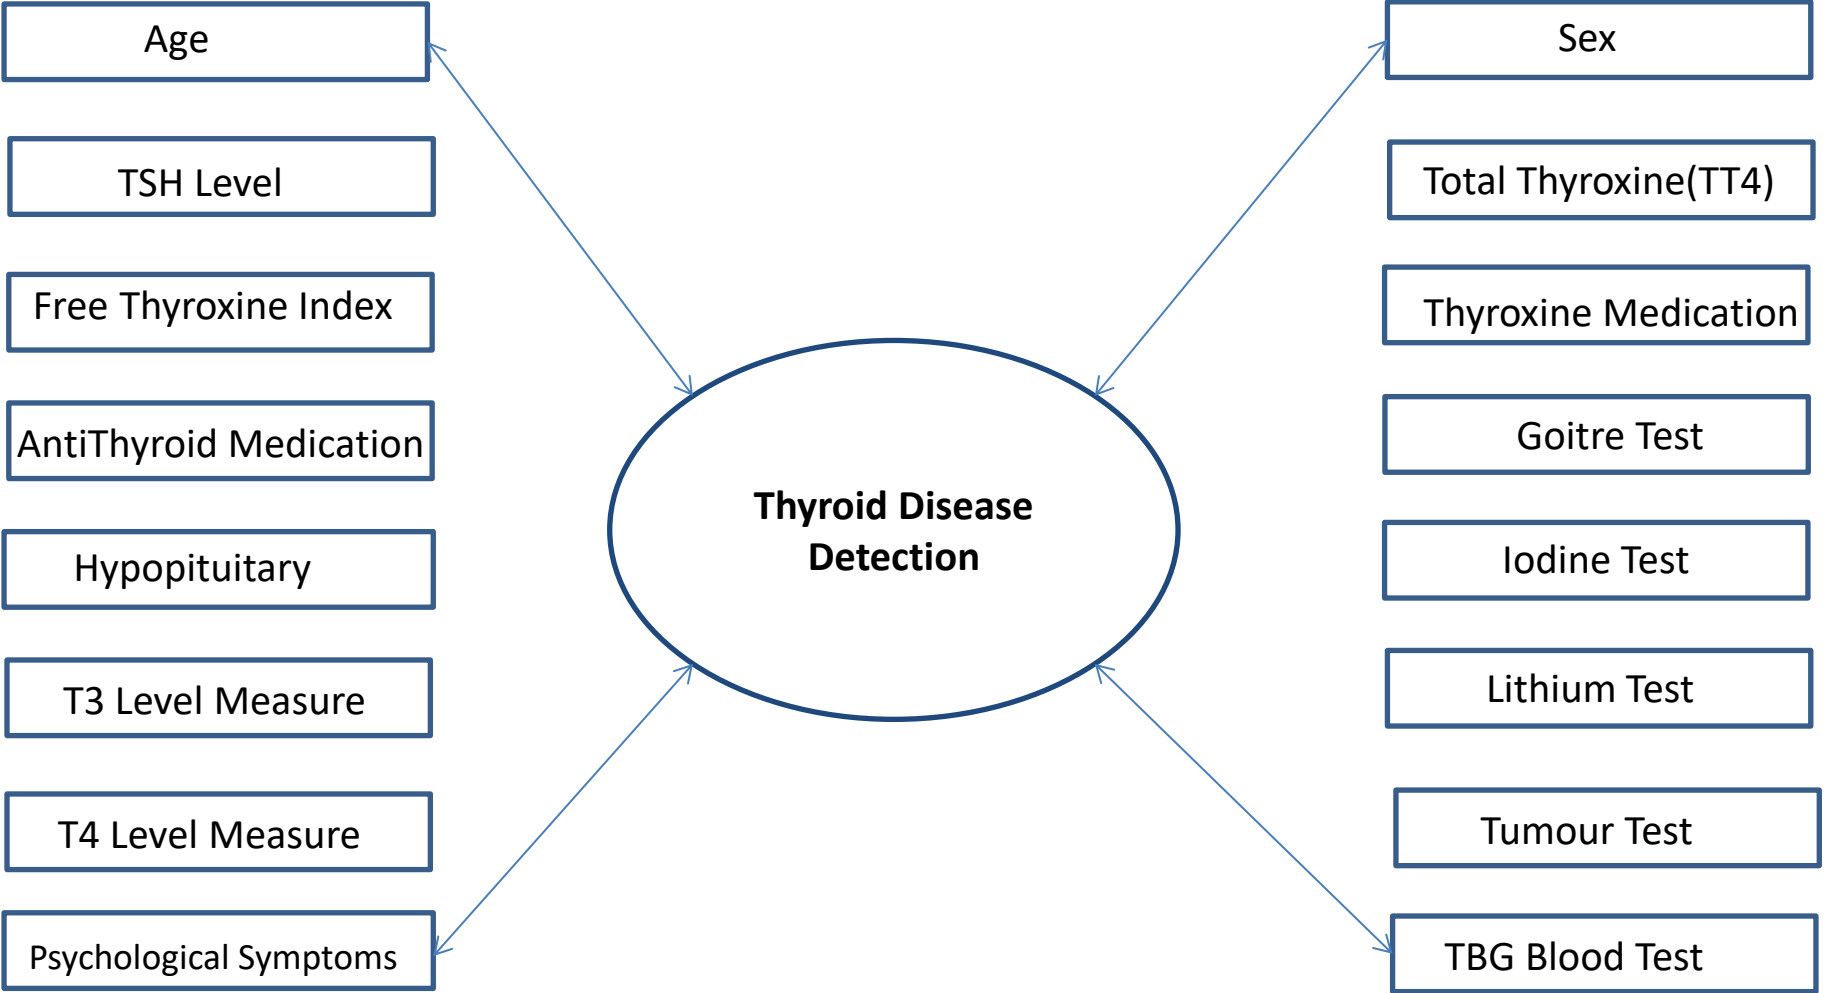 Age
TSH Level
Free Thyroxine Index
AntiThyroid Medication
Hypopituitary
T3 Level Measure
T4 Level Measure
Psychological Symptoms
Thyroid Disease
Detection
Sex
Total Thyroxine(TT4)
Thyroxine Medication
Goitre Test
Iodine Test
Lithium Test
Tumour Test
TBG Blood Test